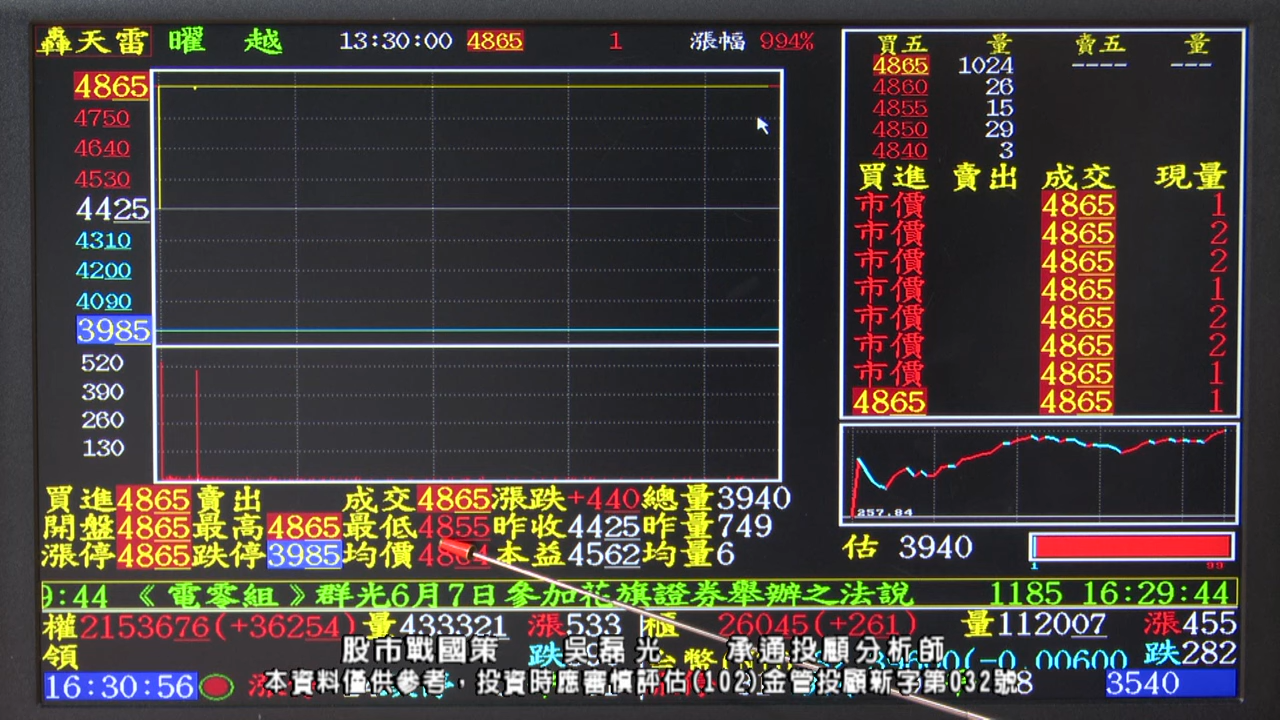 轟天雷 曜 越 13:30:00 4865 1 漲幅 994%
買五 量 賣五 量
4865 1024 ---- ---
4860 26
4855 15
4850 29
4840 3
4865
4750
4640
4530
4425
4310
4200
4090
3985
520
390
260
130
買進 賣出 成交 現量
市價 4865 1
市價 4865 2
市價 4865 2
市價 4865 1
市價 4865 2
市價 4865 2
市價 4865 1
4865 4865 1
257.84
買進4865賣出 成交4865漲跌+440總量3940
開盤4865最高4865最低4855昨收4425昨量749
漲停4865跌停3985均價 本益4562均量6
估 3940
1 99
9:44 《電零組》群光6月7日參加花旗證券舉辦之法說 1185 16:29:44
權2153676(+36254)量433321 漲533 櫃 26045(+261) 量112007 漲455
領 跌 台幣 (-0.00600 跌282
股市戰國策 吳磊光 承通投顧分析師
16:30:56 3540
本資料僅供參考，投資時應審慎評估(102)金管投顧新字第032號